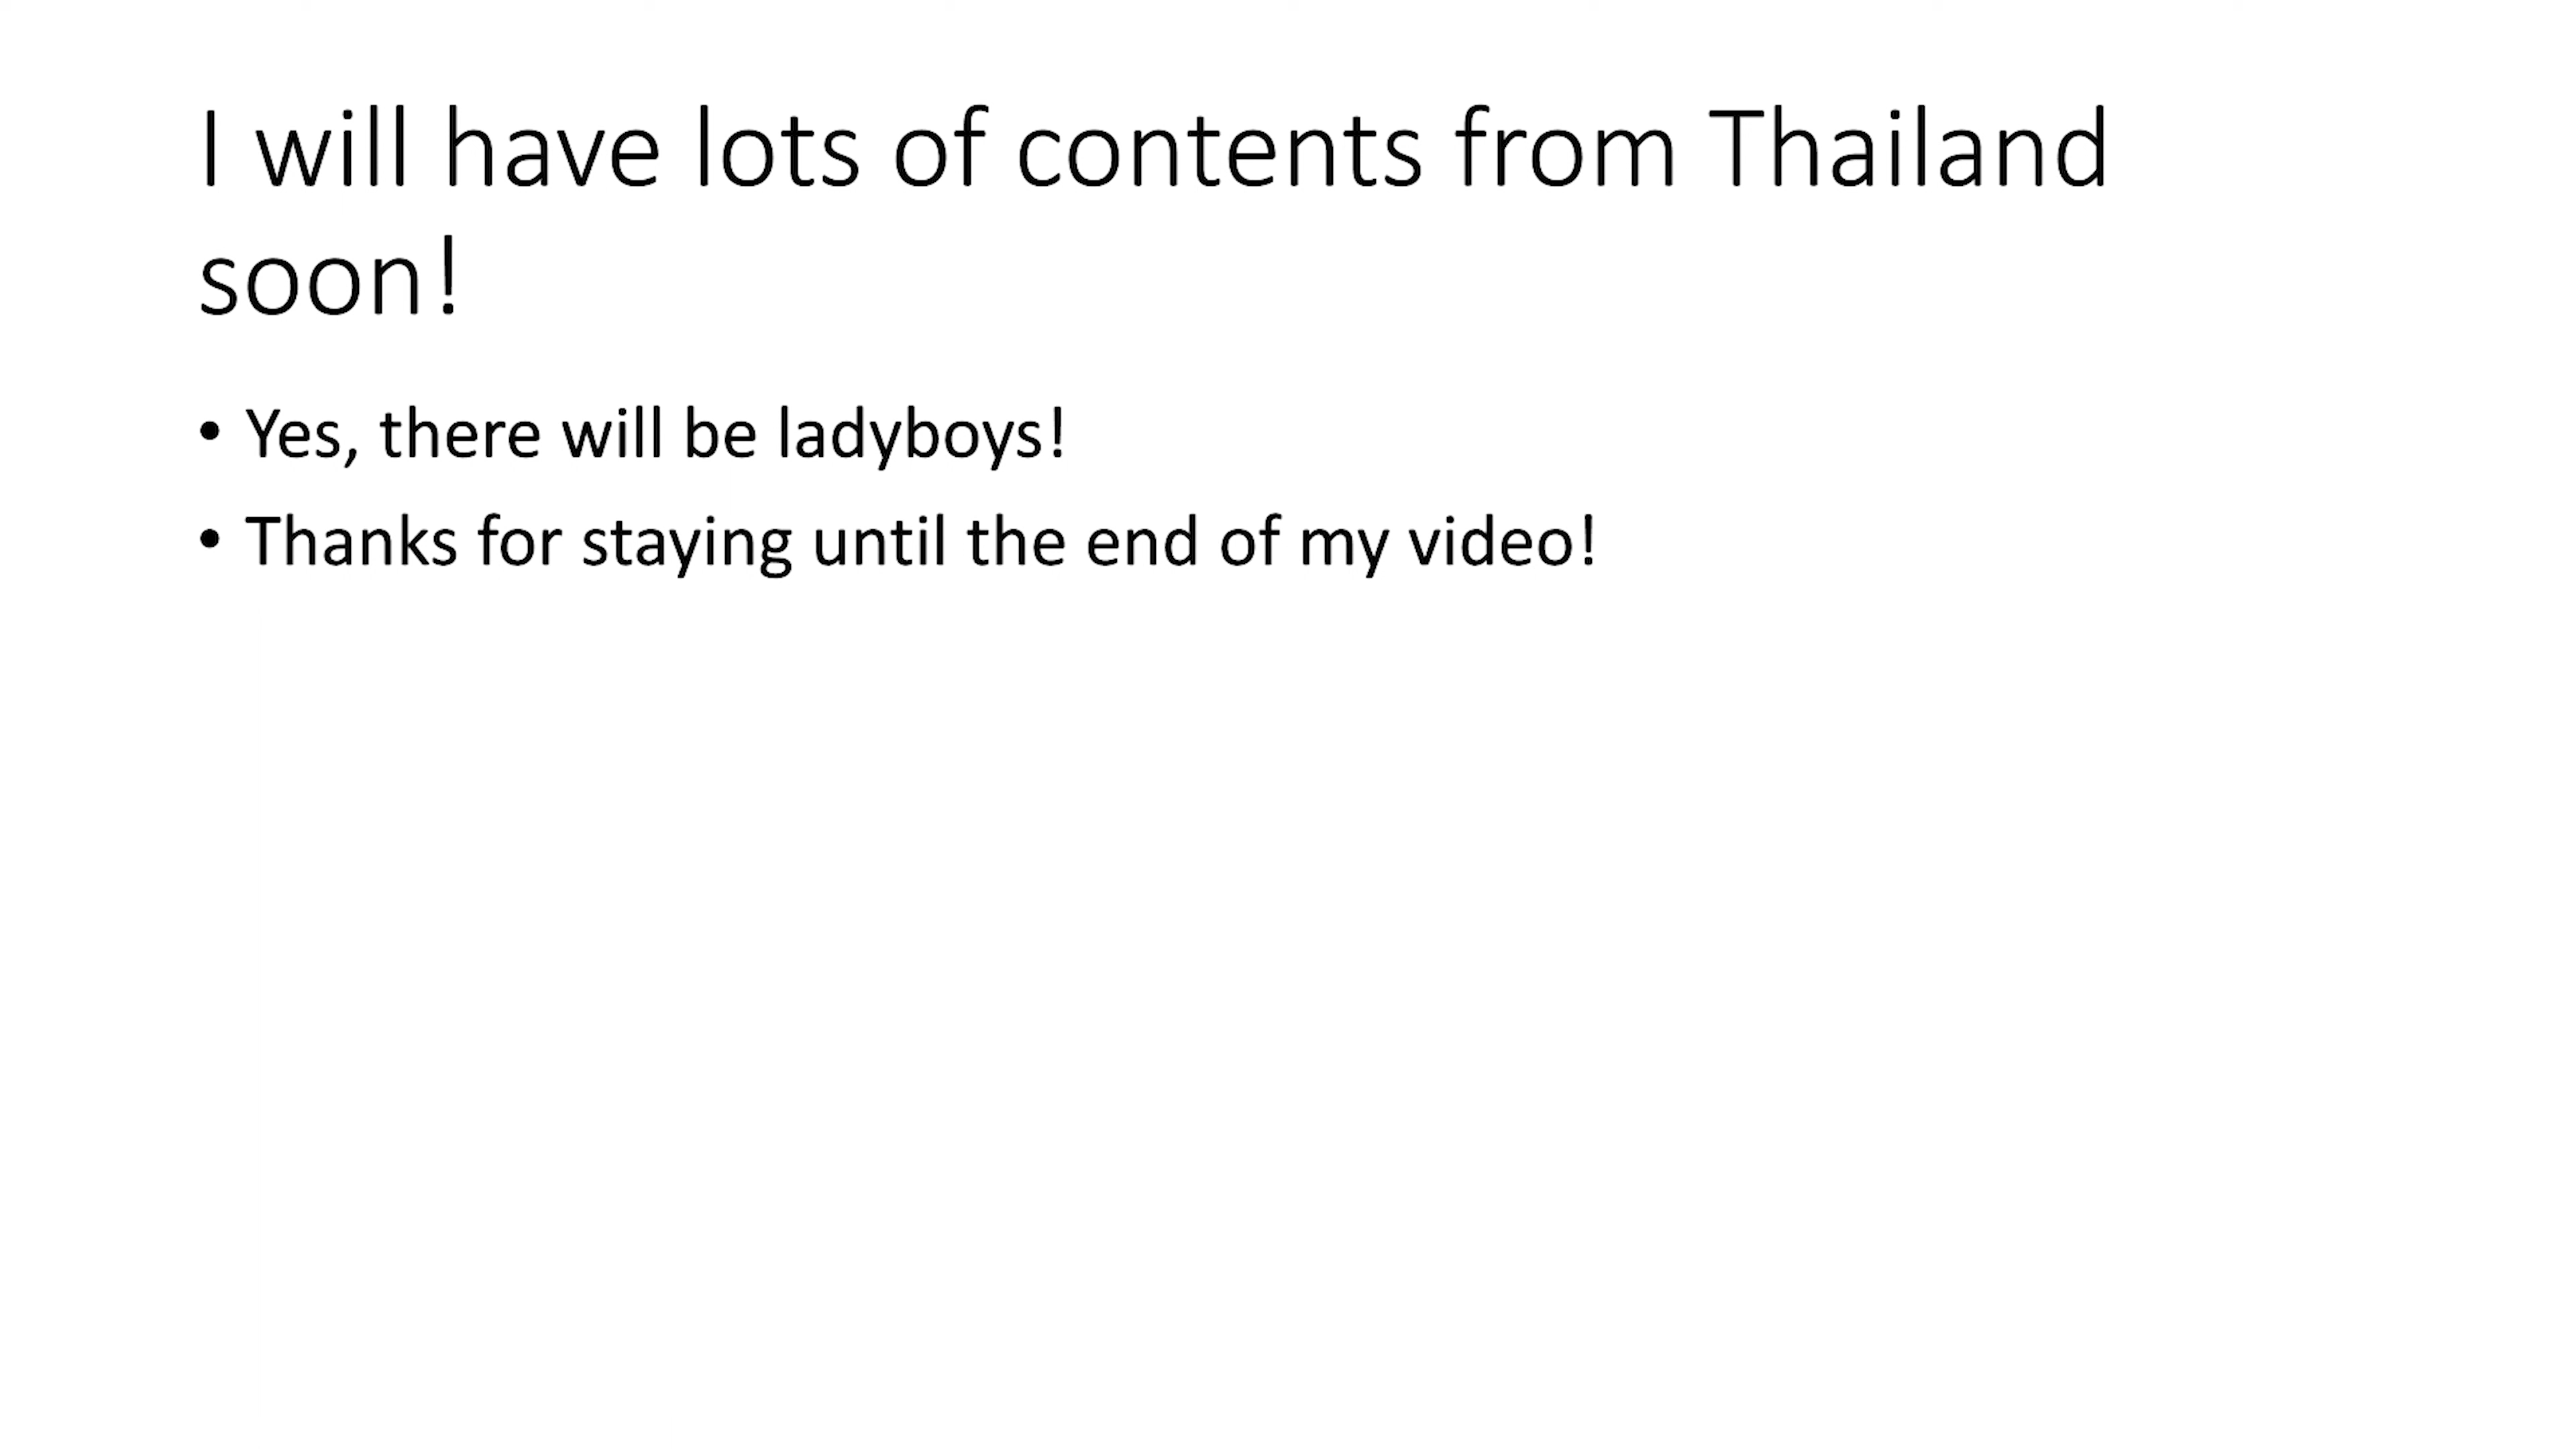 I will have lots of contents from Thailand
soon!
• Yes, there will be ladyboys!
• Thanks for staying until the end of my video!